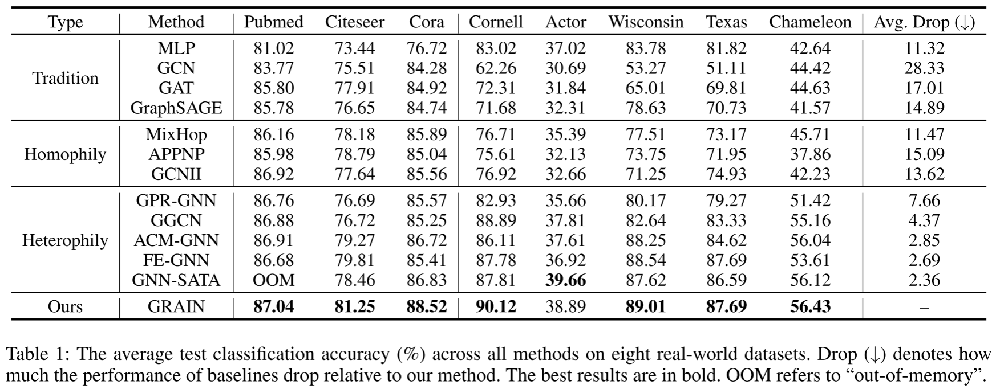 Type Method Pubmed Citeseer Cora Cornell Actor Wisconsin Texas Chameleon Avg. Drop (↓)
MLP 81.02 73.44 76.72 83.02 37.02 83.78 81.82 42.64 11.32
GCN 83.77 75.51 84.28 62.26 30.69 53.27 51.11 44.42 28.33
Tradition
GAT 85.80 77.91 84.92 72.31 31.84 65.01 69.81 44.63 17.01
GraphSAGE 85.78 76.65 84.74 71.68 32.31 78.63 70.73 41.57 14.89
MixHop 86.16 78.18 85.89 76.71 35.39 77.51 73.17 45.71 11.47
Homophily APPNP 85.98 78.79 85.04 75.61 32.13 73.75 71.95 37.86 15.09
GCNII 86.92 77.64 85.56 76.92 32.66 71.25 74.93 42.23 13.62
GPR-GNN 86.76 76.69 85.57 82.93 35.66 80.17 79.27 51.42 7.66
GGCN 86.88 76.72 85.25 88.89 37.81 82.64 83.33 55.16 4.37
Heterophily ACM-GNN 86.91 79.27 86.72 86.11 37.61 88.25 84.62 56.04 2.85
FE-GNN 86.68 79.81 85.41 87.78 36.92 88.54 87.69 53.61 2.69
GNN-SATA OOM 78.46 86.83 87.81 39.66 87.62 86.59 56.12 2.36
Ours GRAIN 87.04 81.25 88.52 90.12 38.89 89.01 87.69 56.43 –
Table 1: The average test classification accuracy (%) across all methods on eight real-world datasets. Drop (↓) denotes how
much the performance of baselines drop relative to our method. The best results are in bold. OOM refers to “out-of-memory”.